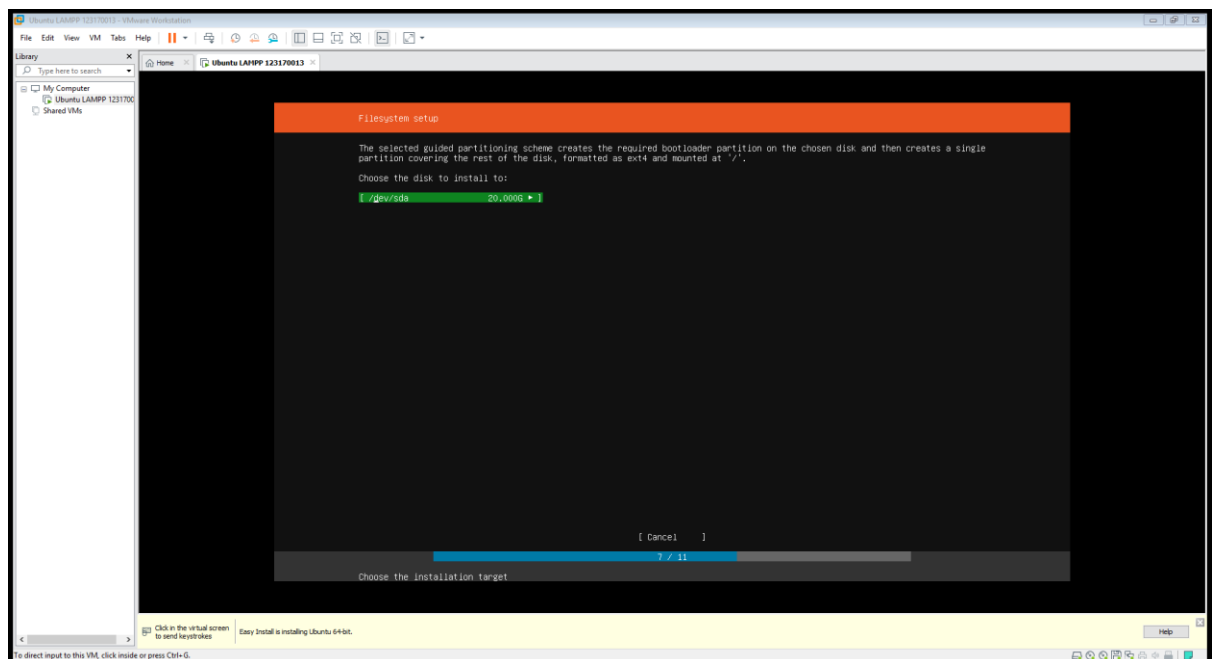 Ubuntu LAMPP 123170013 - VMware Workstation
File Edit View VM Tabs Help
Library
Type here to search
Home
Ubuntu LAMPP 123170013
My Computer
Ubuntu LAMPP 1231700
Shared VMs
Filesystem setup
The selected guided partitioning scheme creates the required bootloader partition on the chosen disk and then creates a single
partition covering the rest of the disk, formatted as ext4 and mounted at '/'.
Choose the disk to install to:
[ /dev/sda 20.000G ► ]
[ Cancel ]
7 / 11
Choose the installation target
Click in the virtual screen
to send keystrokes
Easy Install is installing Ubuntu 64-bit.
Help
To direct input to this VM, click inside or press Ctrl+G.